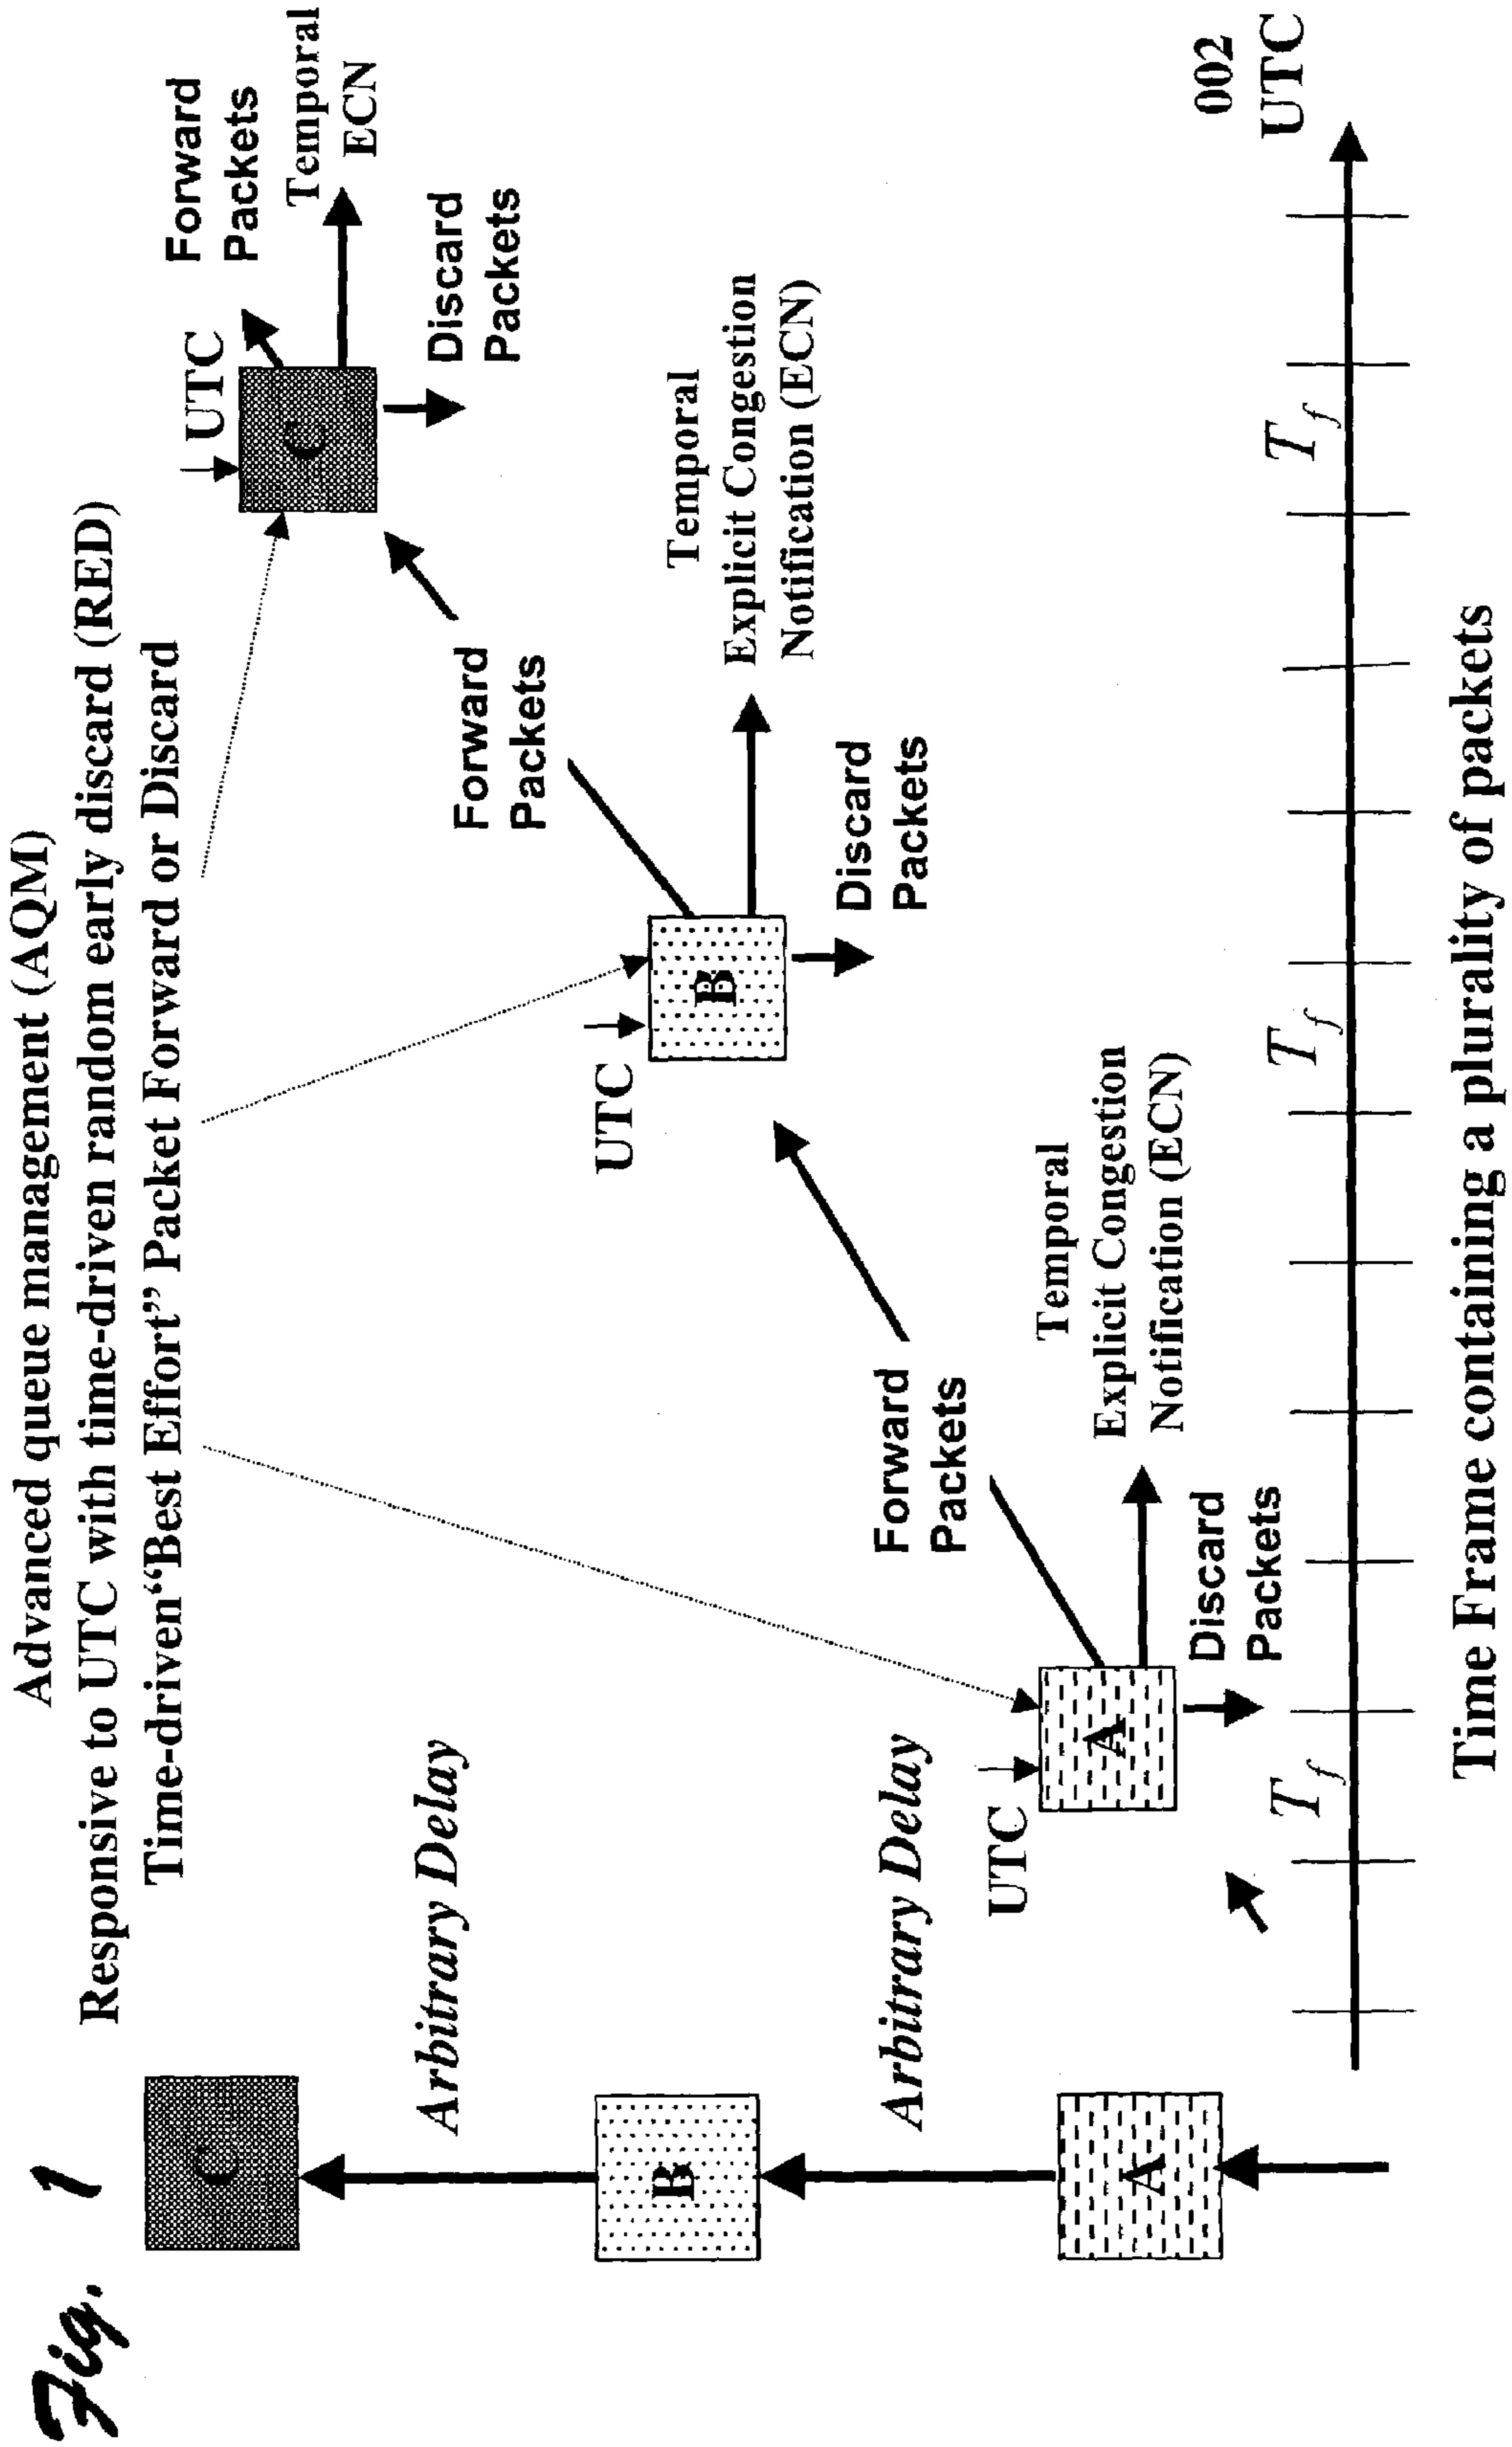 Fig. 1
Advanced queue management (AQM)
Responsive to UTC with time-driven random early discard (RED)
Time-driven“Best Effort” Packet Forward or Discard
C
Arbitrary Delay
B
Arbitrary Delay
A
UTC
C
Forward
Packets
Temporal
ECN
Discard
Packets
Forward
Packets
UTC
B
Temporal
Explicit Congestion
Notification (ECN)
Discard
Packets
Forward
Packets
UTC
A
Temporal
Explicit Congestion
Notification (ECN)
Discard
Packets
002
UTC
Tf
Tf
Tf
Time Frame containing a plurality of packets